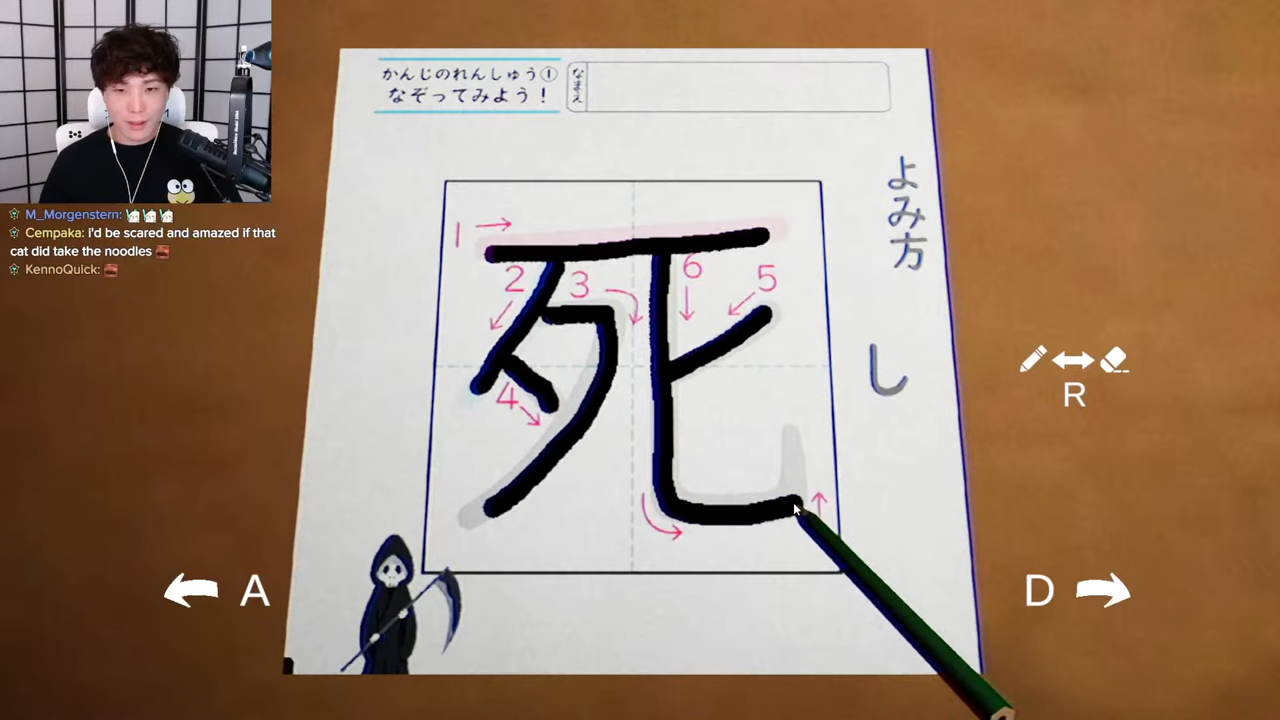 M_Morgenstern:
Cempaka: I'd be scared and amazed if that
cat did take the noodles
KennoQuick:
かんじのれんしゅう①
なぞってみよう！
なまえ
よみ方
し
死
1
2
3
4
5
6
R
A
D